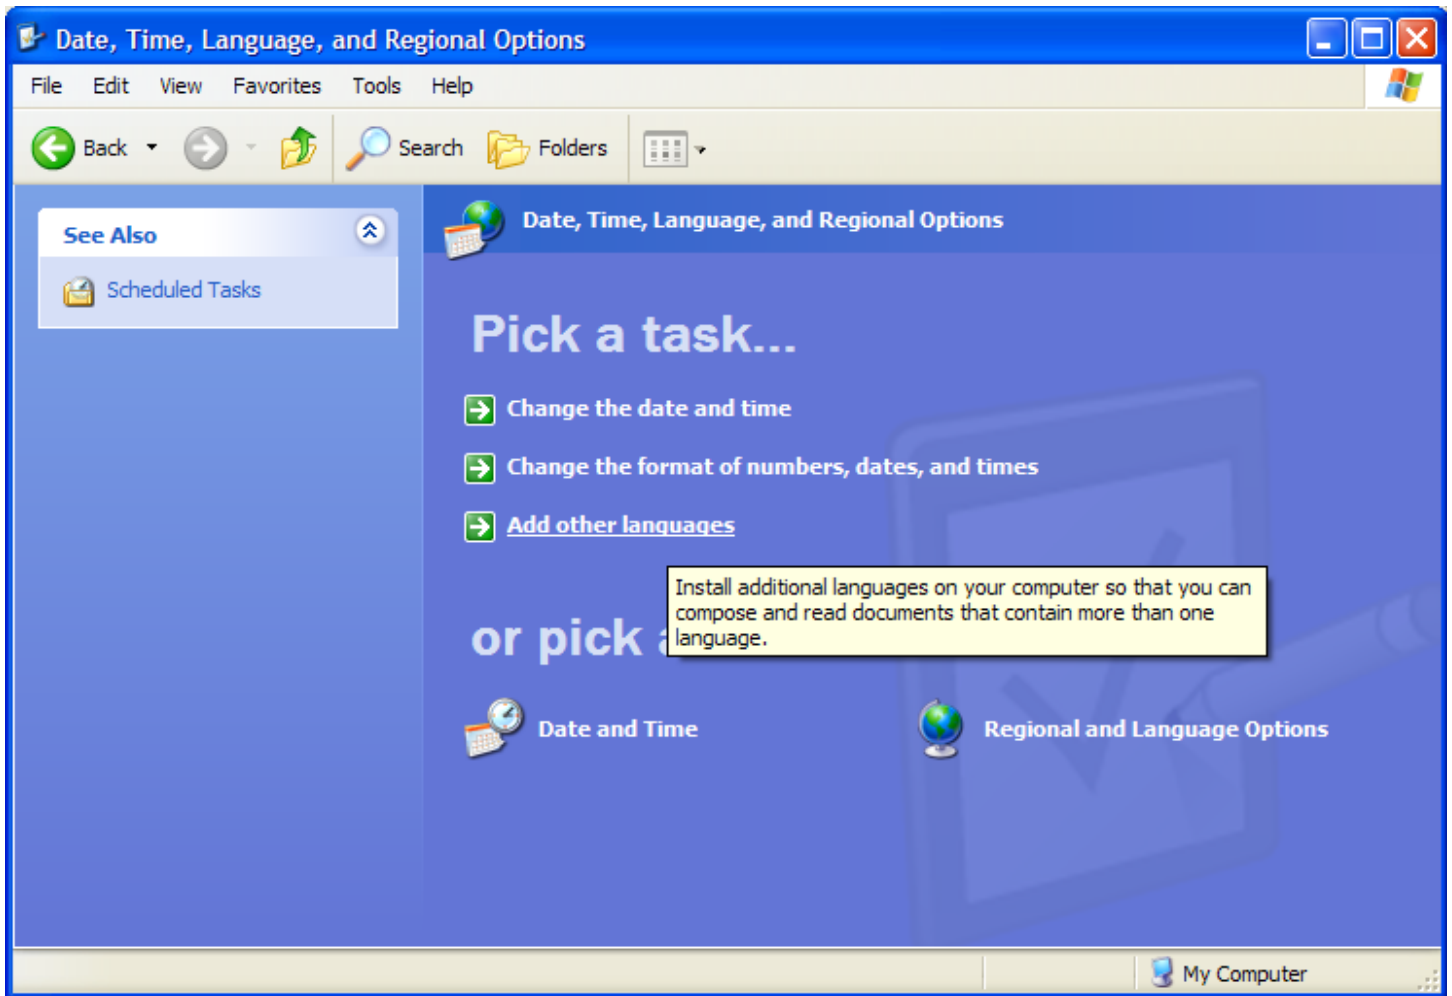 Date, Time, Language, and Regional Options
File Edit View Favorites Tools Help
Back Search Folders
See Also
Scheduled Tasks
Date, Time, Language, and Regional Options
Pick a task...
Change the date and time
Change the format of numbers, dates, and times
Add other languages
Install additional languages on your computer so that you can
compose and read documents that contain more than one
language.
or pick
Date and Time
Regional and Language Options
My Computer